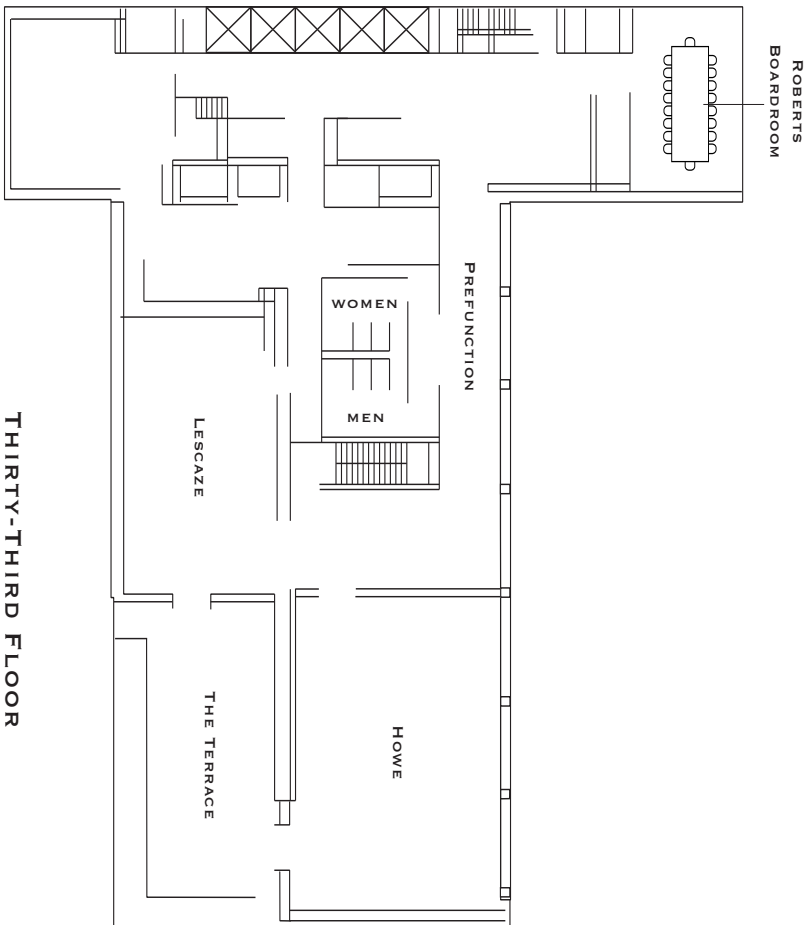 ROBERTS
BOARDROOM
PREFUNCTION
WOMEN
MEN
LESCAZE
THIRTY-THIRD FLOOR
THE TERRACE
HOWE